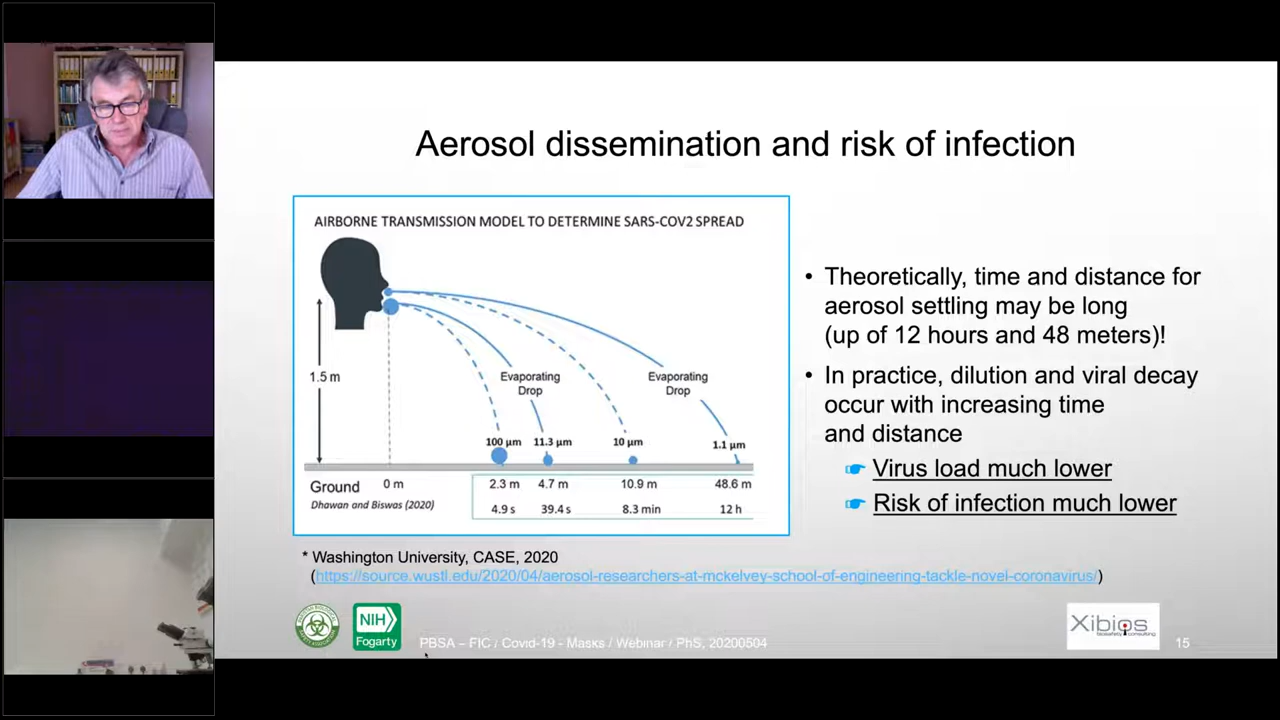 Aerosol dissemination and risk of infection
AIRBORNE TRANSMISSION MODEL TO DETERMINE SARS-COV2 SPREAD
1.5 m
Evaporating
Drop
Evaporating
Drop
100 µm 11.3 µm 10 µm 1.1 µm
Ground 0 m 2.3 m 4.7 m 10.9 m 48.6 m
Dhawan and Biswas (2020) 4.9 s 39.4 s 8.3 min 12 h
• Theoretically, time and distance for
aerosol settling may be long
(up of 12 hours and 48 meters)!
• In practice, dilution and viral decay
occur with increasing time
and distance
☛ Virus load much lower
☛ Risk of infection much lower
* Washington University, CASE, 2020
(https://source.wustl.edu/2020/04/aerosol-researchers-at-mckelvey-school-of-engineering-tackle-novel-coronavirus/)
NIH
Fogarty
PBSA – FIC / Covid-19 - Masks / Webinar / PhS, 20200504
Xibios
biosafety consulting
15